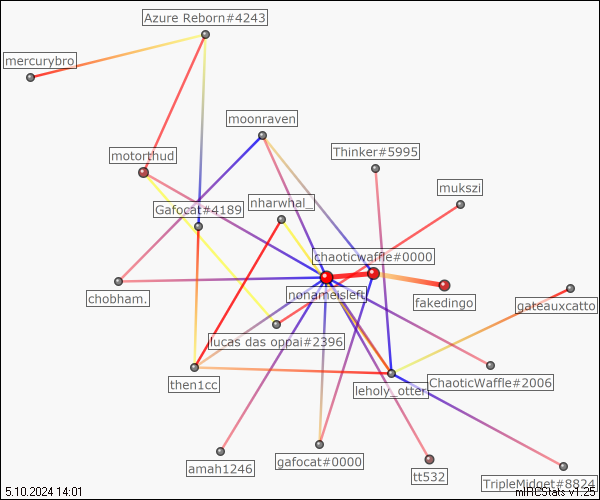 Azure Reborn#4243
mercurybro
moonraven
Thinker#5995
motorthud
mukszi
nharwhal_
Gafocat#4189
chaoticwaffle#0000
chobham.
nonameisleft
fakedingo
gateauxcatto
lucas das oppai#2396
then1cc
leholy_otter
ChaoticWaffle#2006
amah1246
gafocat#0000
tt532
TripleMidget#8824
5.10.2024 14:01
mIRCStats v1.25